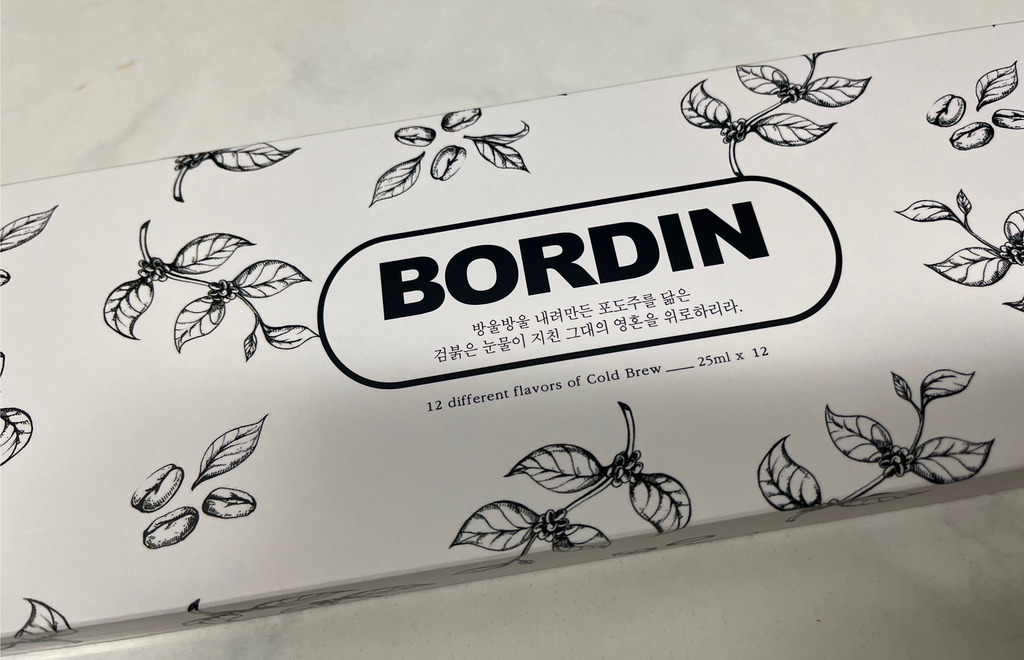 BORDIN
방울방울 내려만든 포도주를 닮은
검붉은 눈물이 지친 그대의 영혼을 위로하리라.
12 different flavors of Cold Brew ___ 25ml x 12